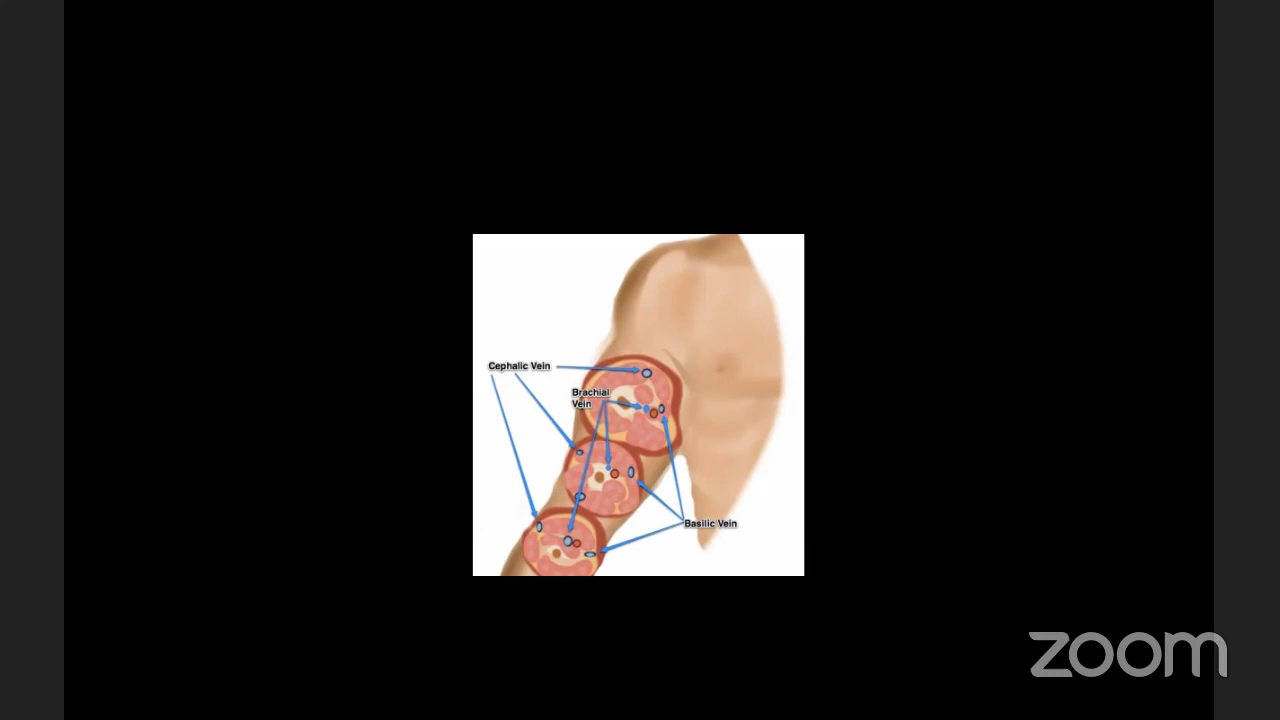 Cephalic Vein
Brachial
Vein
Basilic Vein
zoom